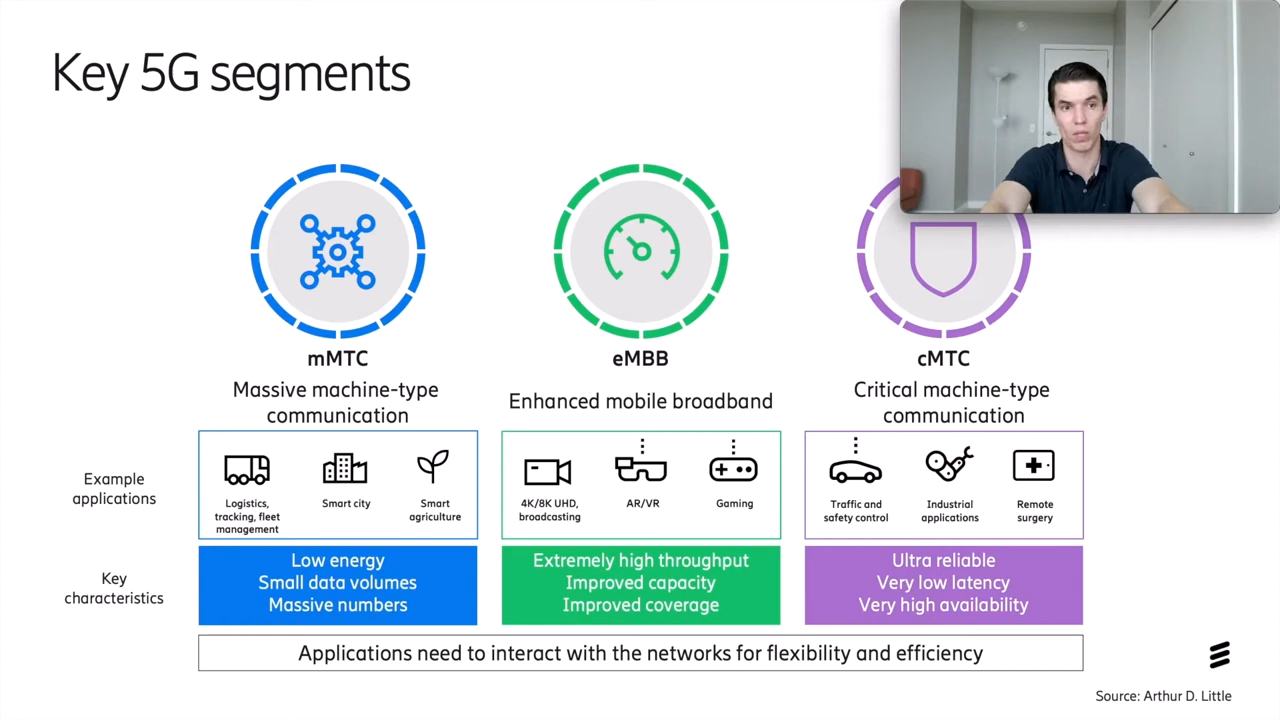 Key 5G segments
mMTC
Massive machine-type
communication
eMBB
Enhanced mobile broadband
cMTC
Critical machine-type
communication
Example
applications
Logistics,
tracking, fleet
management
Smart city
Smart
agriculture
4K/8K UHD,
broadcasting
AR/VR
Gaming
Traffic and
safety control
Industrial
applications
Remote
surgery
Key
characteristics
Low energy
Small data volumes
Massive numbers
Extremely high throughput
Improved capacity
Improved coverage
Ultra reliable
Very low latency
Very high availability
Applications need to interact with the networks for flexibility and efficiency
Source: Arthur D. Little